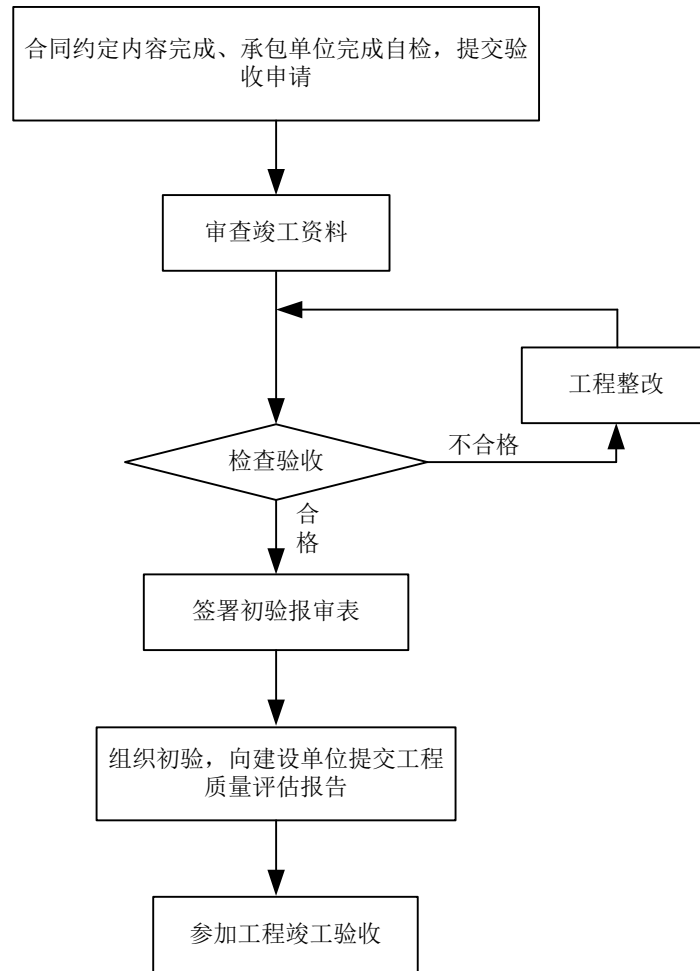 合同约定内容完成、承包单位完成自检，提交验
收申请
审查竣工资料
工程整改
检查验收
不合格
合
格
签署初验报审表
组织初验，向建设单位提交工程
质量评估报告
参加工程竣工验收